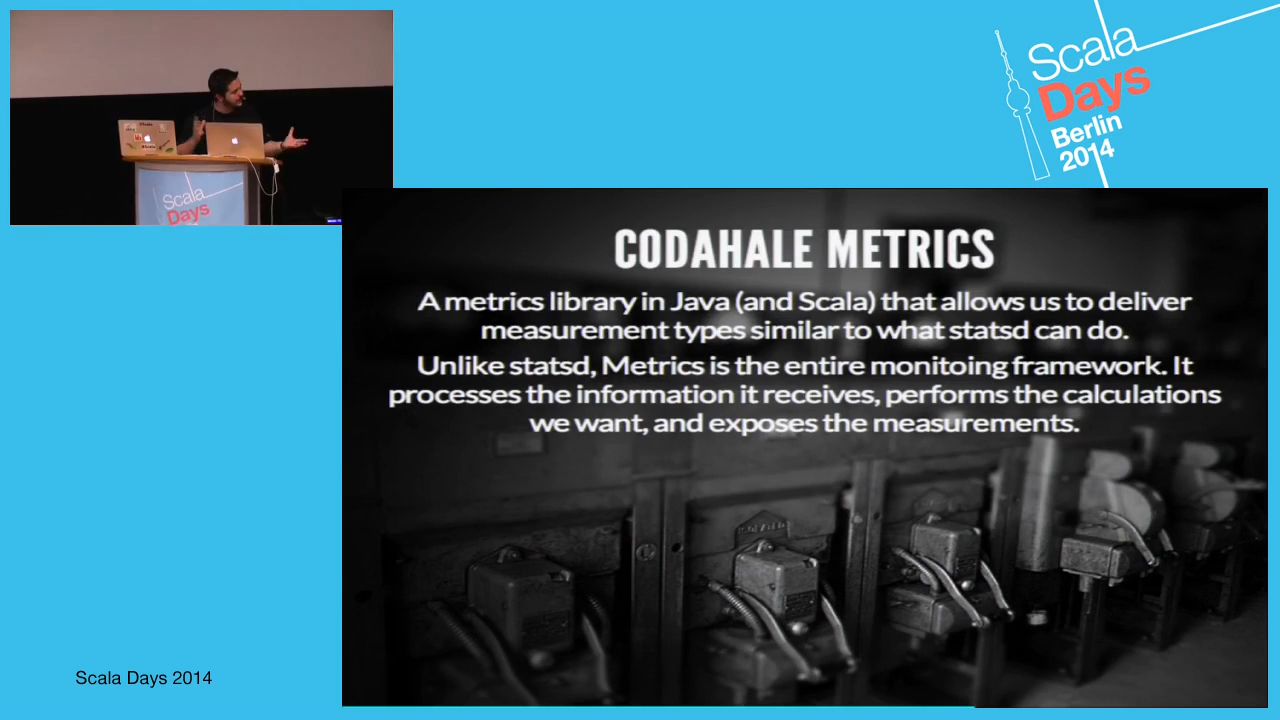 Scala
Days
Berlin
2014
Scala
Days
CODAHALE METRICS
A metrics library in Java (and Scala) that allows us to deliver
measurement types similar to what statsd can do.
Unlike statsd, Metrics is the entire monitoing framework. It
processes the information it receives, performs the calculations
we want, and exposes the measurements.
Scala Days 2014